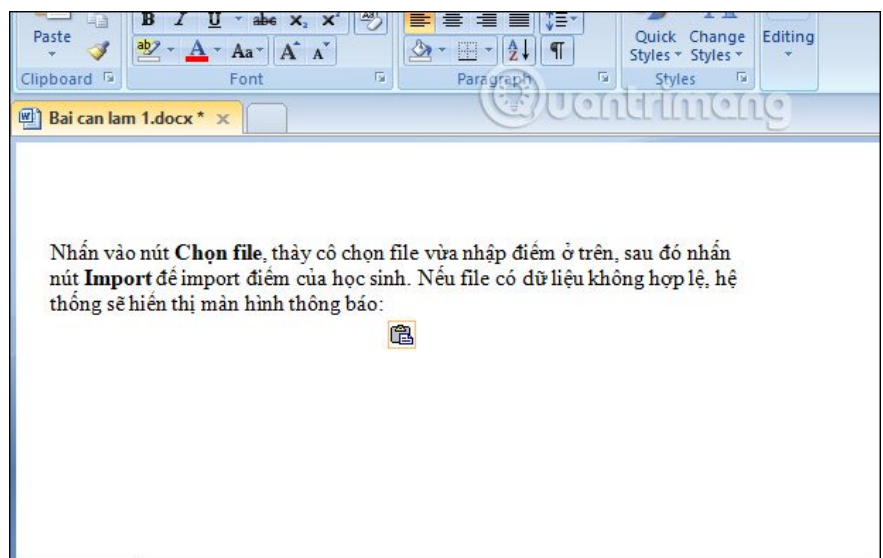 B I U abe X₂ X²
Paste
Aa A A
Quick Change Editing
Styles Styles
Clipboard Font Paragraph Styles
Quantrimang
Bai can lam 1.docx * x
Nhấn vào nút Chọn file, thầy cô chọn file vừa nhập điểm ở trên, sau đó nhấn
nút Import để import điểm của học sinh. Nếu file có dữ liệu không hợp lệ, hệ
thống sẽ hiển thị màn hình thông báo: